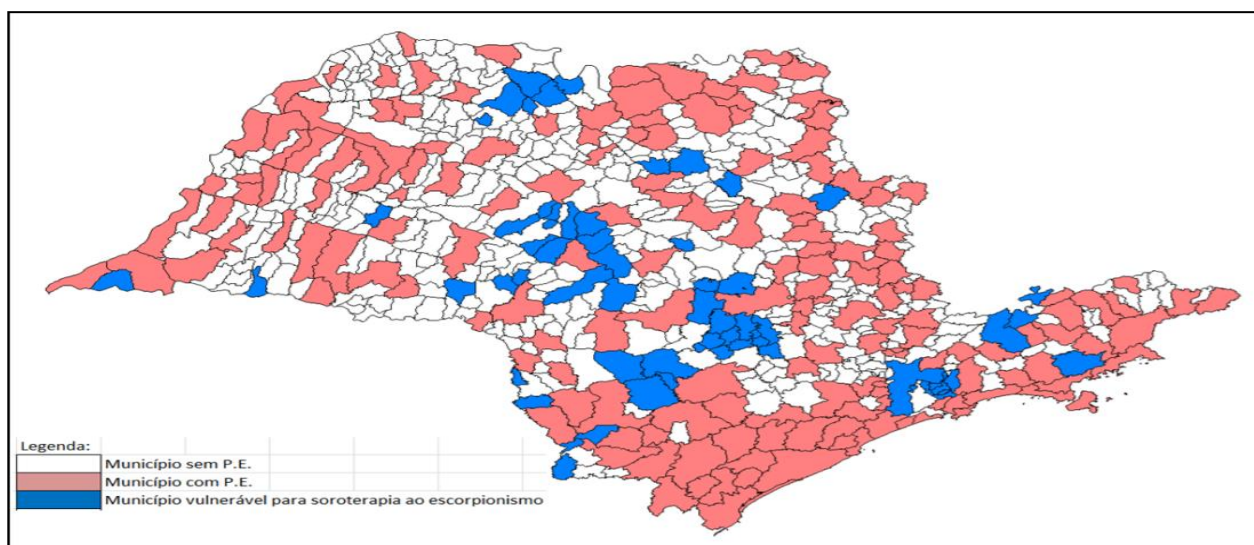 Legenda:
Município sem P.E.
Município com P.E.
Município vulnerável para soroterapia ao escorpionismo